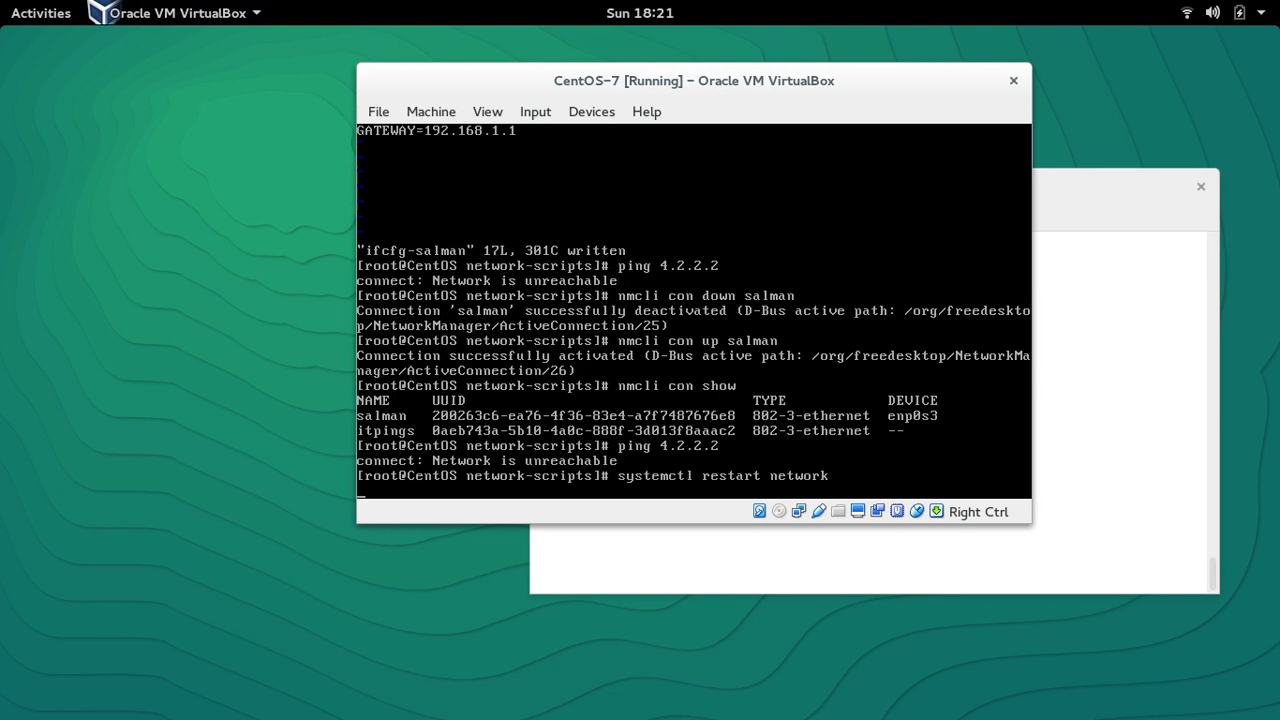 Activities Oracle VM VirtualBox Sun 18:21
CentOS-7 [Running] – Oracle VM VirtualBox
File Machine View Input Devices Help
GATEWAY=192.168.1.1
~
~
~
~
~
~
~
"ifcfg-salman" 17L, 301C written
[root@CentOS network-scripts]# ping 4.2.2.2
connect: Network is unreachable
[root@CentOS network-scripts]# nmcli con down salman
Connection 'salman' successfully deactivated (D-Bus active path: /org/freedeskto
p/NetworkManager/ActiveConnection/25)
[root@CentOS network-scripts]# nmcli con up salman
Connection successfully activated (D-Bus active path: /org/freedesktop/NetworkMa
nager/ActiveConnection/26)
[root@CentOS network-scripts]# nmcli con show
NAME UUID TYPE DEVICE
salman 200263c6-ea76-4f36-83e4-a7f7487676e8 802-3-ethernet enp0s3
itpings 0aeb743a-5b10-4a0c-888f-3d013f8aaac2 802-3-ethernet --
[root@CentOS network-scripts]# ping 4.2.2.2
connect: Network is unreachable
[root@CentOS network-scripts]# systemctl restart network
Right Ctrl